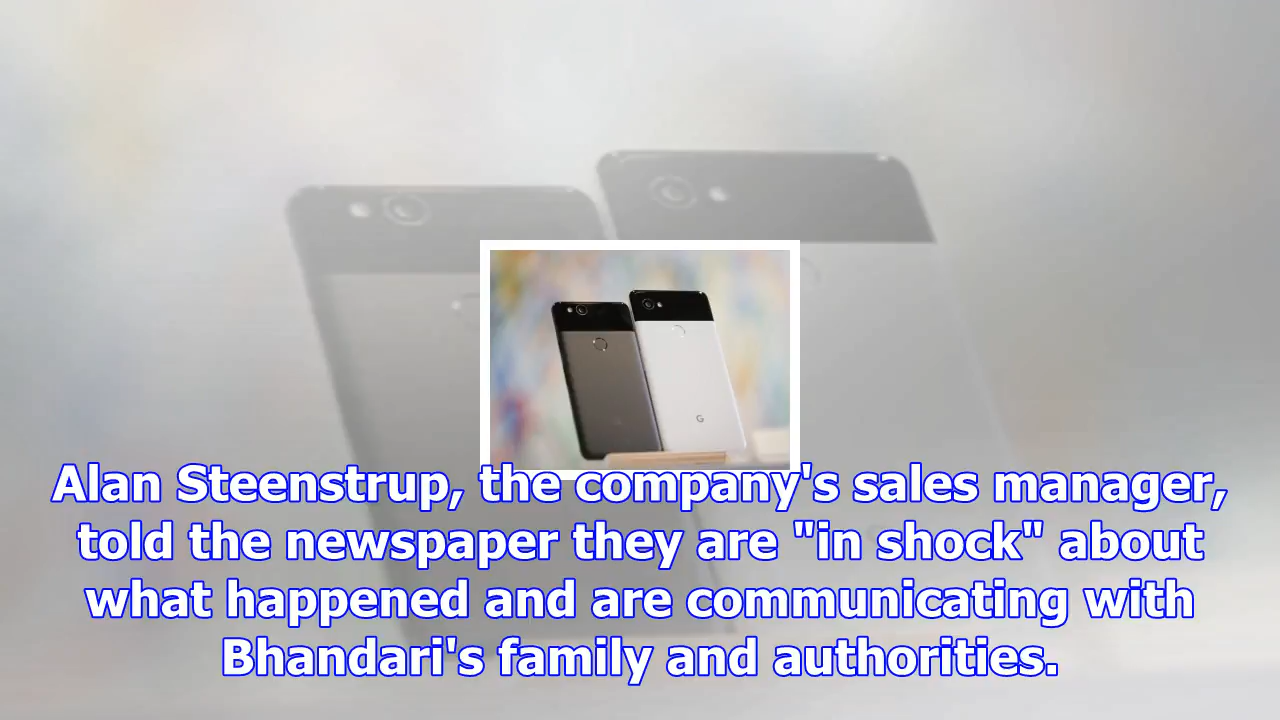 Alan Steenstrup, the company's sales manager,
told the newspaper they are "in shock" about
what happened and are communicating with
Bhandari's family and authorities.